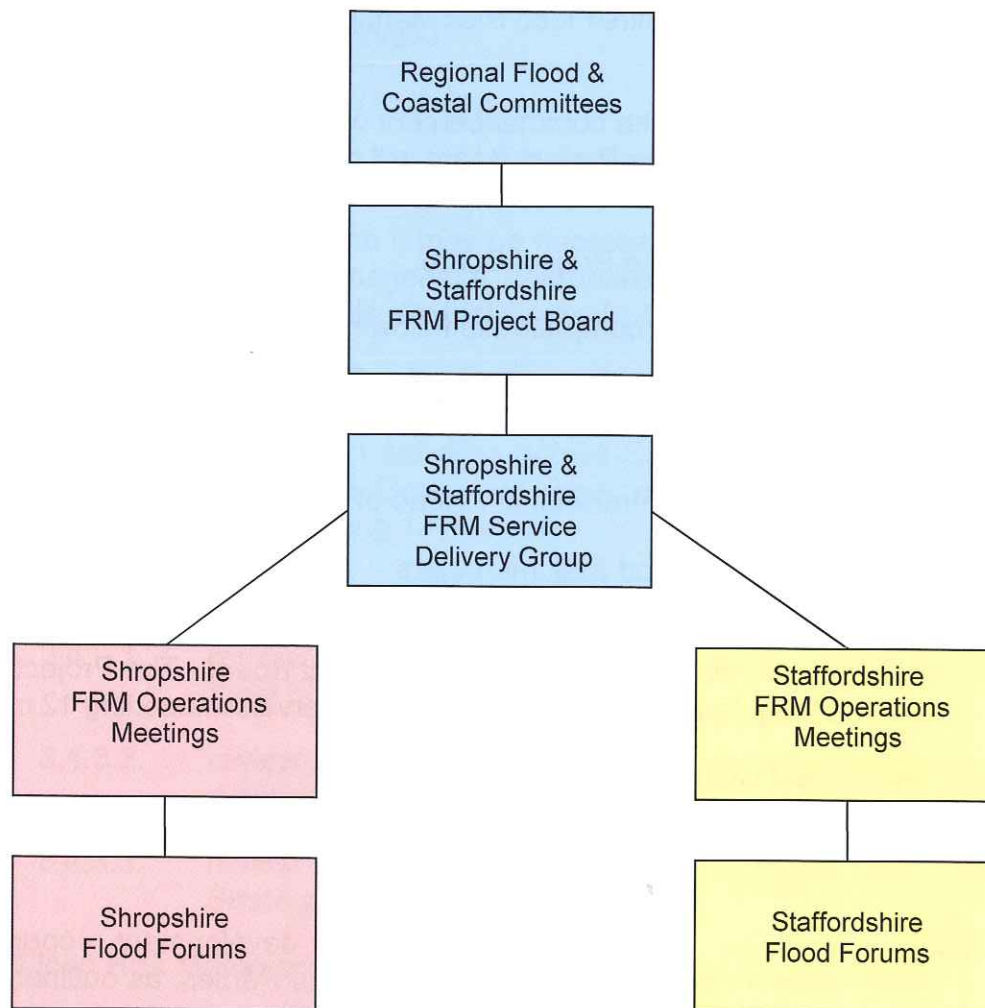 Regional Flood &
Coastal Committees
Shropshire &
Staffordshire
FRM Project Board
Shropshire &
Staffordshire
FRM Service
Delivery Group
Shropshire
FRM Operations
Meetings
Staffordshire
FRM Operations
Meetings
Shropshire
Flood Forums
Staffordshire
Flood Forums